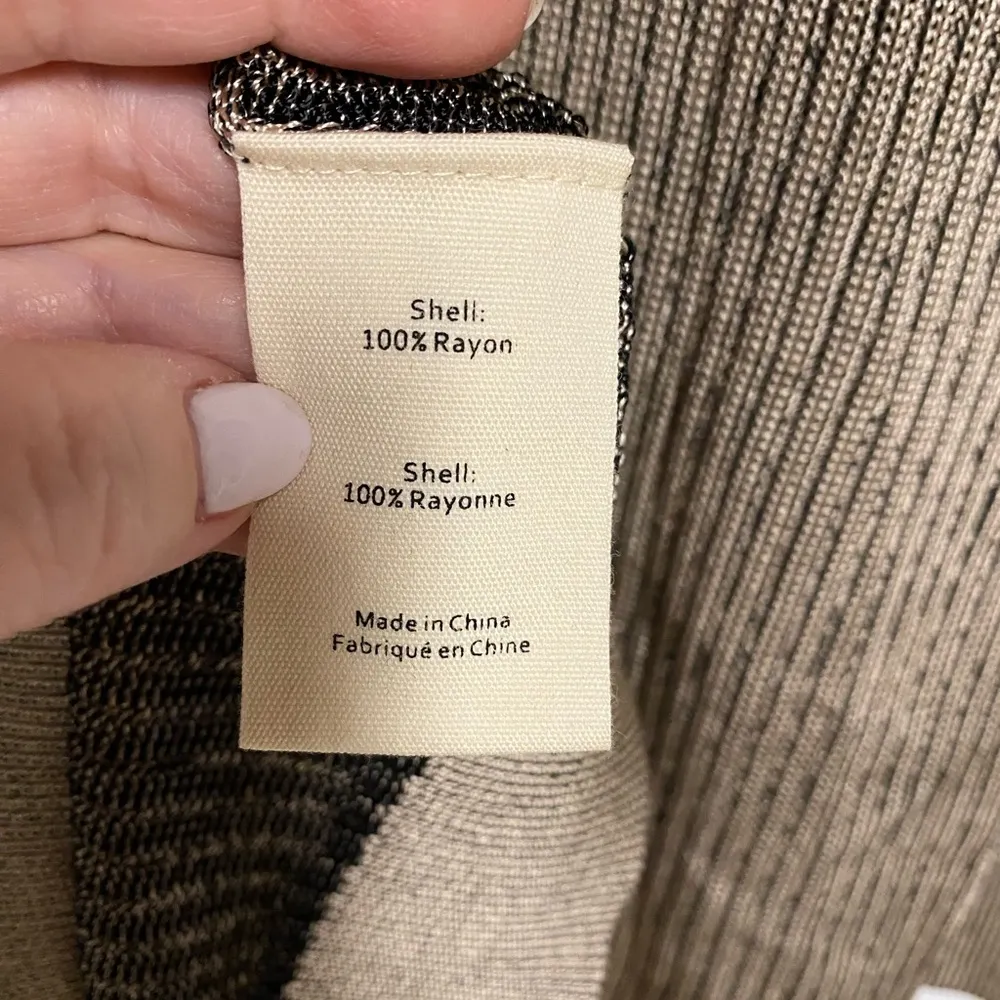 Shell:
100% Rayon
Shell:
100% Rayonne
Made in China
Fabriqué en Chine